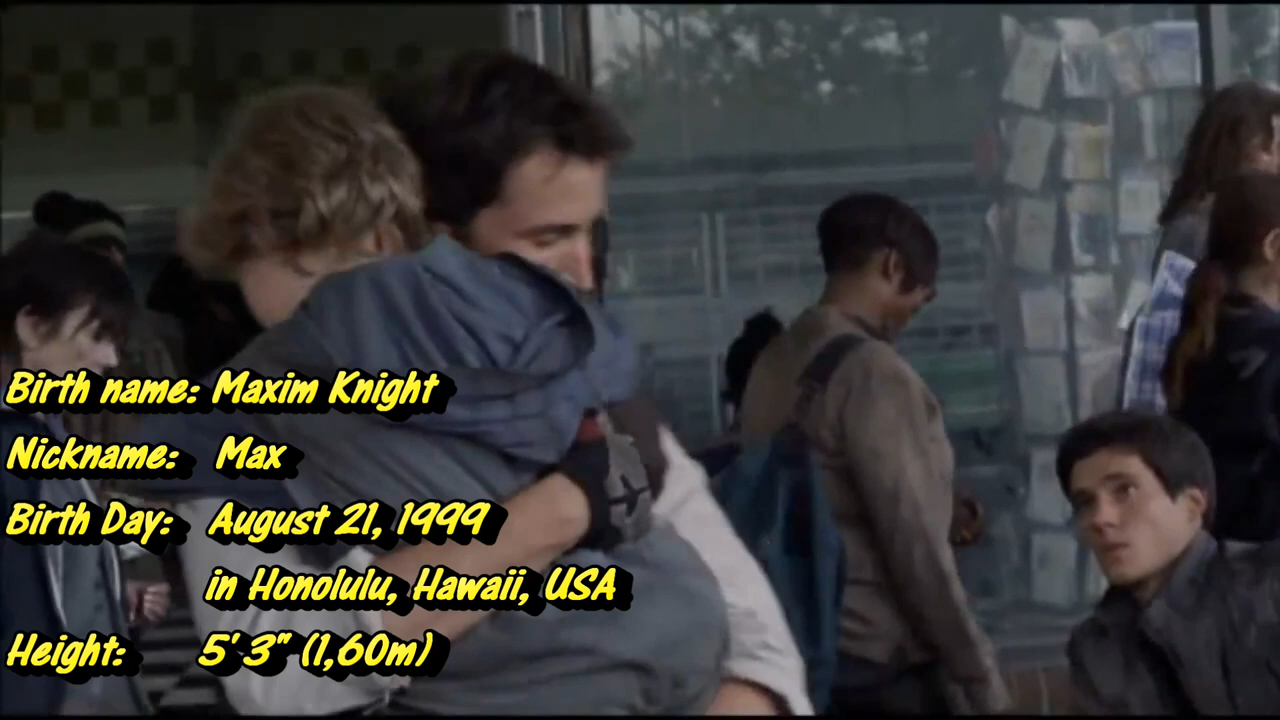 Birth name: Maxim Knight
Nickname: Max
Birth Day: August 21, 1999
in Honolulu, Hawaii, USA
Height: 5' 3" (1,60m)